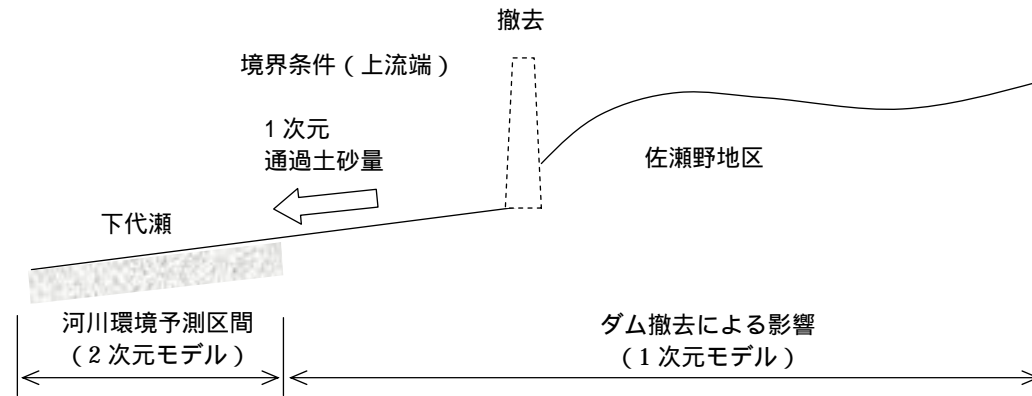 撤去
境界条件(上流端)
1次元
通過土砂量
佐瀬野地区
下代瀬
河川環境予測区間
(2次元モデル)
ダム撤去による影響
(1次元モデル)